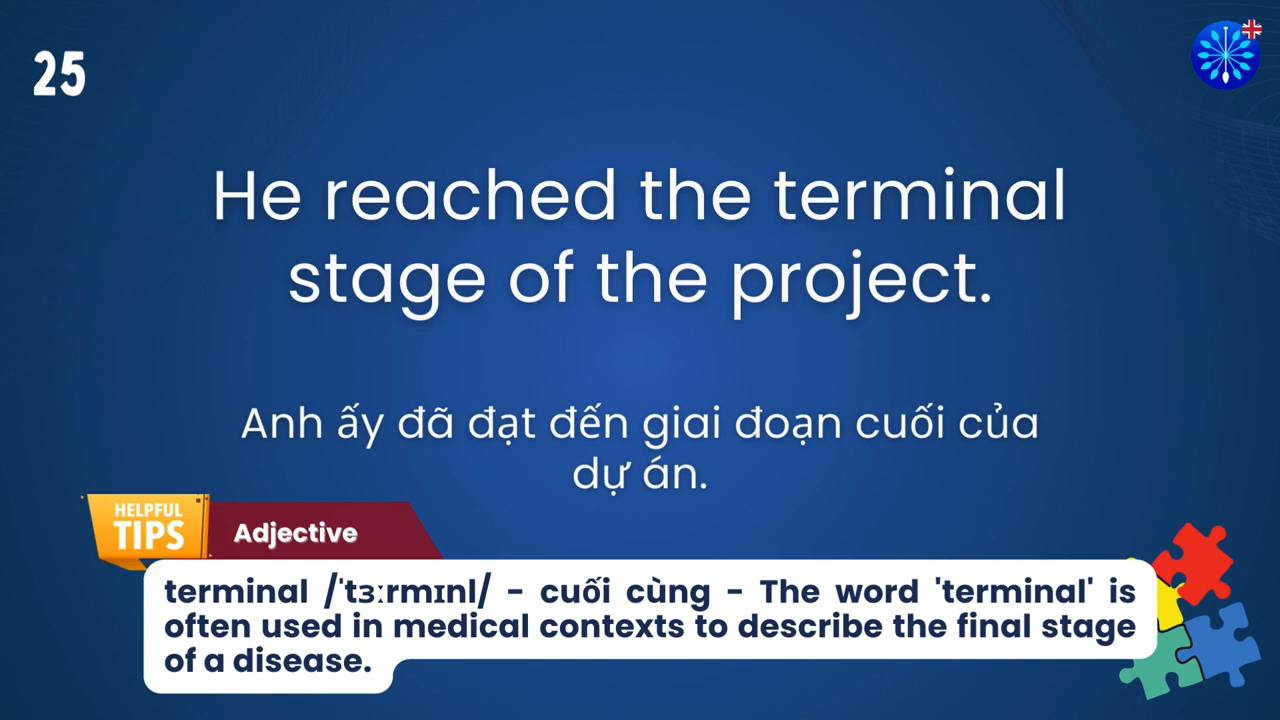 25
He reached the terminal
stage of the project.
Anh ấy đã đạt đến giai đoạn cuối của
dự án.
HELPFUL
TIPS
Adjective
terminal /ˈtɜːrmɪnl/ - cuối cùng - The word 'terminal' is
often used in medical contexts to describe the final stage
of a disease.